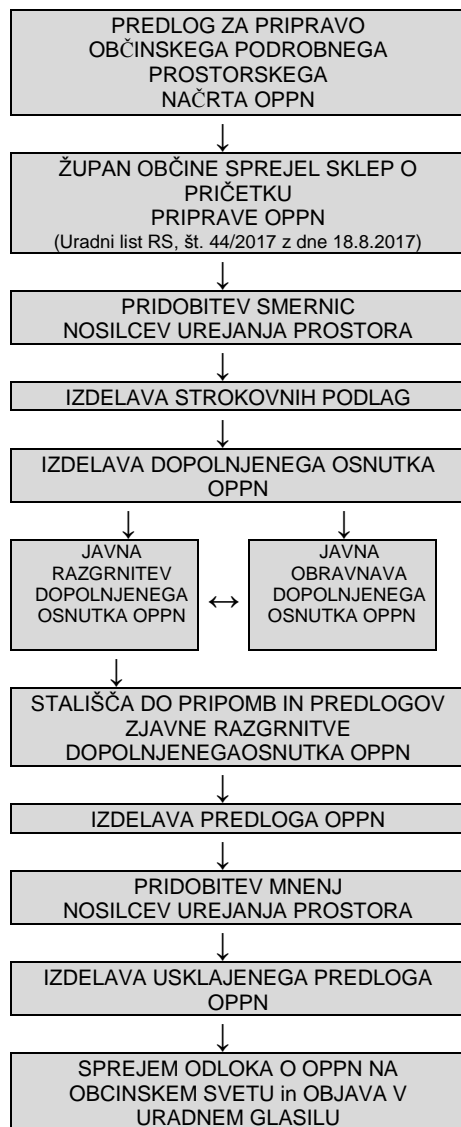 PREDLOG ZA PRIPRAVO
OBČINSKEGA PODROBNEGA
PROSTORSKEGA
NAČRTA OPPN
↓
ŽUPAN OBČINE SPREJEL SKLEP O
PRIČETKU
PRIPRAVE OPPN
(Uradni list RS, št. 44/2017 z dne 18.8.2017)
↓
PRIDOBITEV SMERNIC
NOSILCEV UREJANJA PROSTORA
↓
IZDELAVA STROKOVNIH PODLAG
↓
IZDELAVA DOPOLNJENEGA OSNUTKA
OPPN
↓ ↓
JAVNA
RAZGRNITEV
DOPOLNJENEGA
OSNUTKA OPPN
↔
JAVNA
OBRAVNAVA
DOPOLNJENEGA
OSNUTKA OPPN
↓
STALIŠČA DO PRIPOMB IN PREDLOGOV
ZJAVNE RAZGRNITVE
DOPOLNJENEGAOSNUTKA OPPN
↓
IZDELAVA PREDLOGA OPPN
↓
PRIDOBITEV MNENJ
NOSILCEV UREJANJA PROSTORA
↓
IZDELAVA USKLAJENEGA PREDLOGA
OPPN
↓
SPREJEM ODLOKA O OPPN NA
OBCINSKEM SVETU in OBJAVA V
URADNEM GLASILU